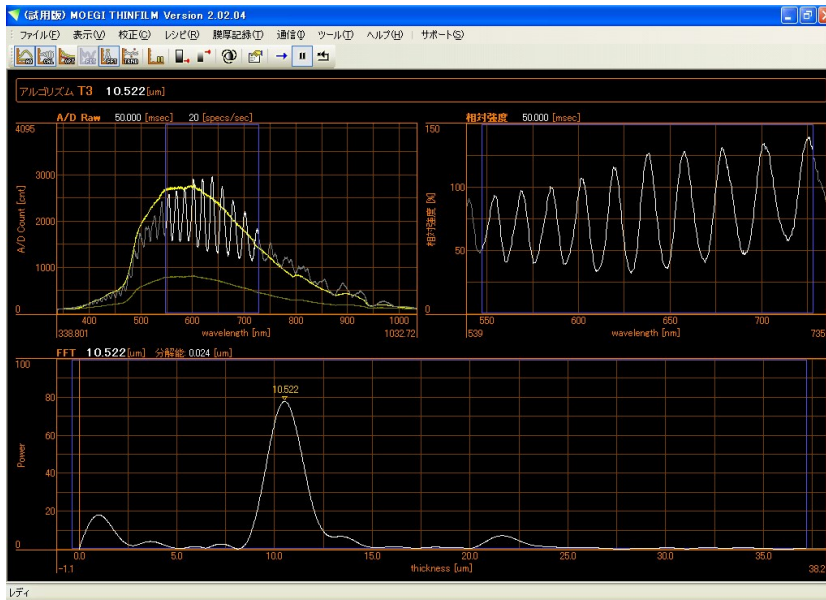 (試用版) MOEGI THINFILM Version 2.02.04
ファイル(F) 表示(V) 校正(C) レシピ(R) 膜厚記録(T) 通信(I) ツール(T) ヘルプ(H) サポート(S)
アルゴリズム T3 10.522[um]
A/D Raw 50.000 [msec] 20 [specs/sec]
4095
3000
2000
1000
0
A/D Count [cnt]
400 500 600 700 800 900 1000
338.801 wavelength [nm] 1032.72
相対強度 50.000 [msec]
150
100
50
0
相対強度 [%]
550 600 650 700
539 wavelength [nm] 735
FFT 10.522[um] 分解能 0.024 [um]
100
80
60
40
20
0
Power
10.522
0.0 5.0 10.0 15.0 20.0 25.0 30.0 35.0
-1.1 thickness [um] 38.2
レディ